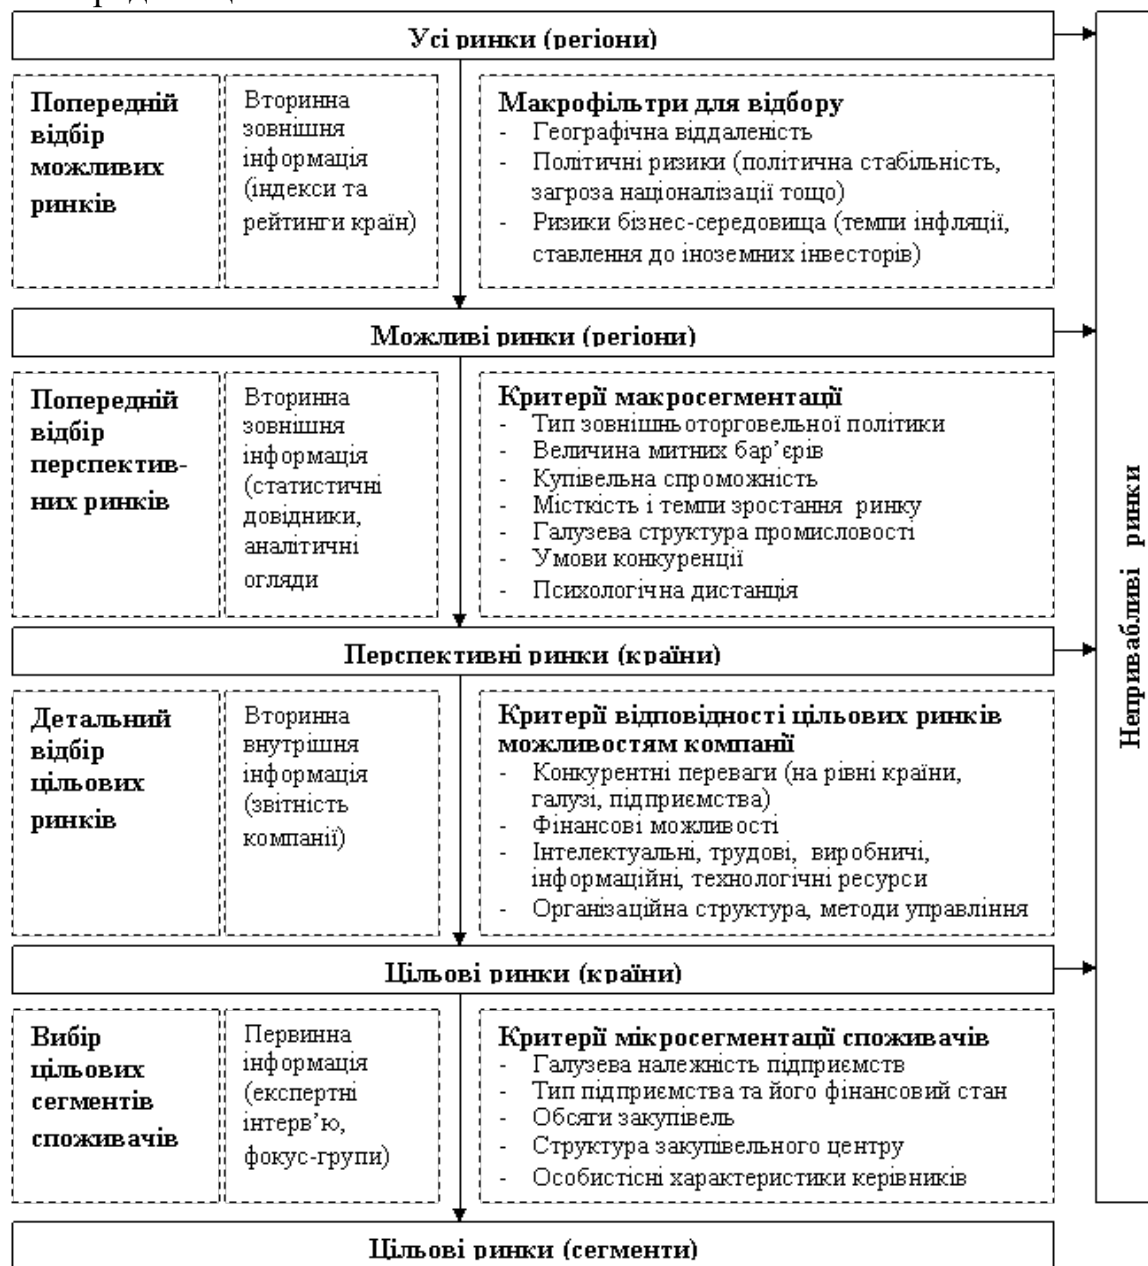 Усі ринки (регіони)
Попередній
відбір
можливих
ринків
Вторинна
зовнішня
інформація
(індекси та
рейтинги країн)
Макрофільтри для відбору
- Географічна віддаленість
- Політичні ризики (політична стабільність,
загроза націоналізації тощо)
- Ризики бізнес-середовища (темпи інфляції,
ставлення до іноземних інвесторів)
Можливі ринки (регіони)
Попередній
відбір
перспектив-
них ринків
Вторинна
зовнішня
інформація
(статистичні
довідники,
аналітичні
огляди
Критерії макросегментації
- Тип зовнішньоторговельної політики
- Величина митних бар’єрів
- Купівельна спроможність
- Місткість і темпи зростання ринку
- Галузева структура промисловості
- Умови конкуренції
- Психологічна дистанція
Перспективні ринки (країни)
Детальний
відбір
цільових
ринків
Вторинна
внутрішня
інформація
(звітність
компанії)
Критерії відповідності цільових ринків
можливостям компанії
- Конкурентні переваги (на рівні країни,
галузі, підприємства)
- Фінансові можливості
- Інтелектуальні, трудові, виробничі,
інформаційні, технологічні ресурси
- Організаційна структура, методи управління
Цільові ринки (країни)
Вибір
цільових
сегментів
споживачів
Первинна
інформація
(експертні
інтерв’ю,
фокус-групи)
Критерії мікросегментації споживачів
- Галузева належність підприємств
- Тип підприємства та його фінансовий стан
- Обсяги закупівель
- Структура закупівельного центру
- Особистісні характеристики керівників
Цільові ринки (сегменти)
Непривабливі ринки